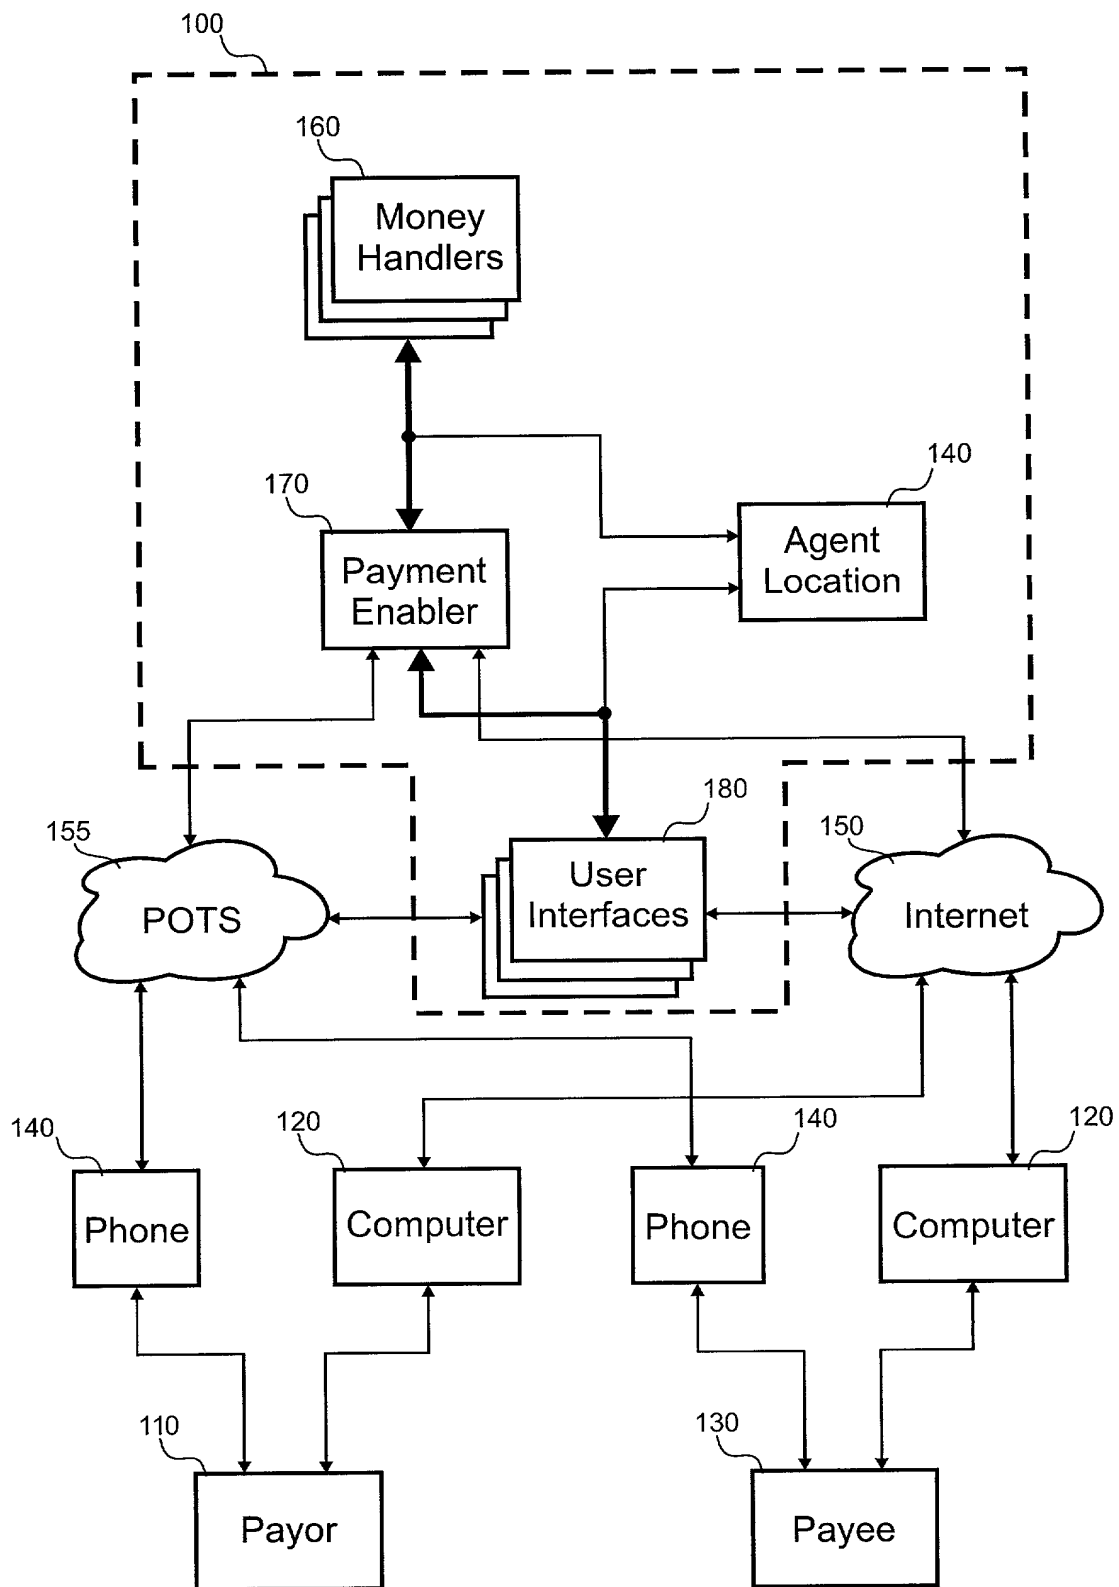 100
160
Money
Handlers
170
Payment
Enabler
140
Agent
Location
180
User
Interfaces
155
POTS
150
Internet
140
Phone
120
Computer
140
Phone
120
Computer
110
Payor
130
Payee